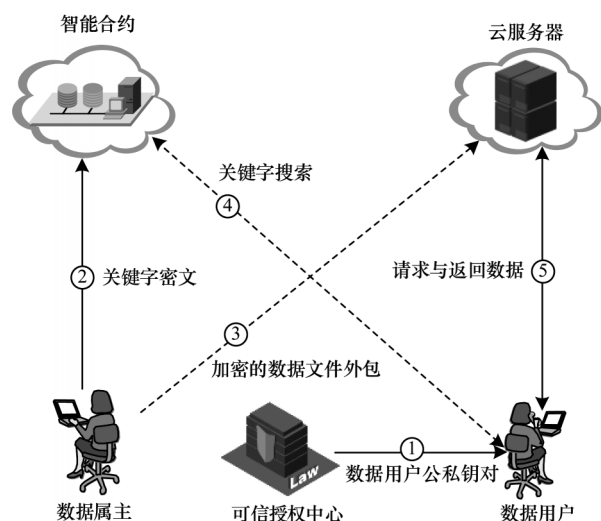 智能合约
云服务器
关键字搜索
④
② 关键字密文
请求与返回数据 ⑤
③
加密的数据文件外包
①
Law
数据用户公私钥对
数据属主
可信授权中心
数据用户